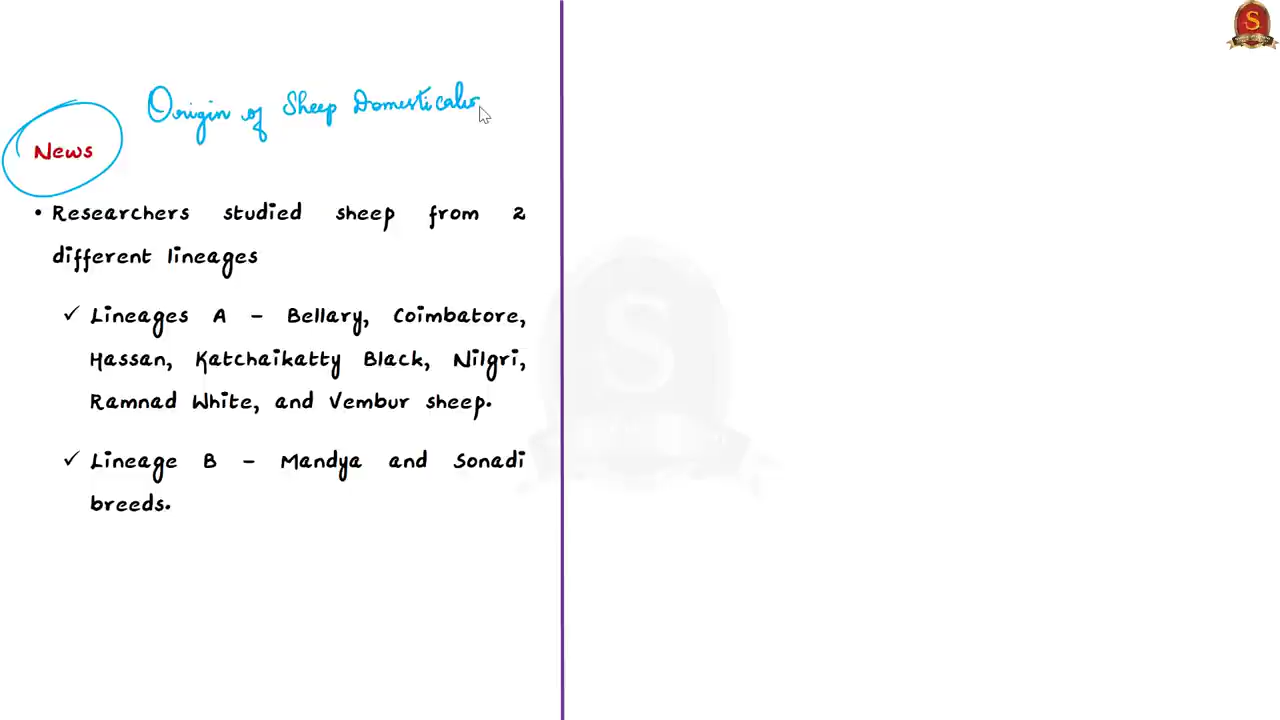 Origin of Sheep
News
• Researchers studied sheep from 2
different lineages
✓ Lineages A - Bellary, Coimbatore,
Hassan, Katchaikatty Black, Nilgri,
Ramnad White, and Vembur sheep.
✓ Lineage B - Mandya and Sonadi
breeds.
S
S